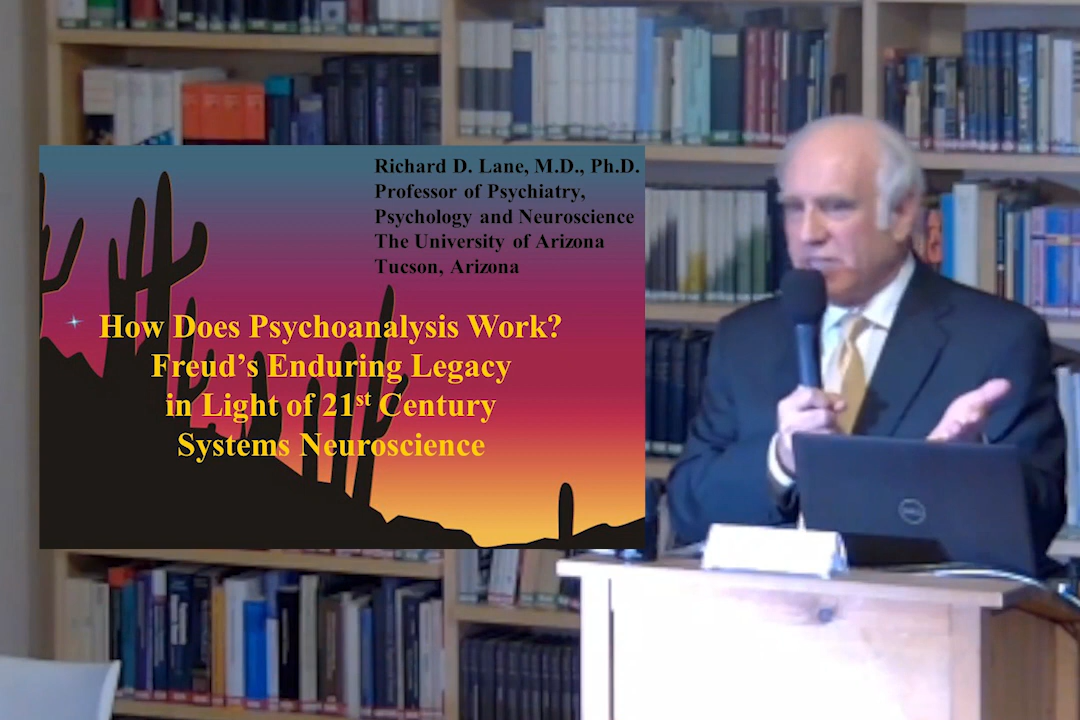 Richard D. Lane, M.D., Ph.D.
Professor of Psychiatry,
Psychology and Neuroscience
The University of Arizona
Tucson, Arizona
How Does Psychoanalysis Work?
Freud’s Enduring Legacy
in Light of 21st Century
Systems Neuroscience
DELL